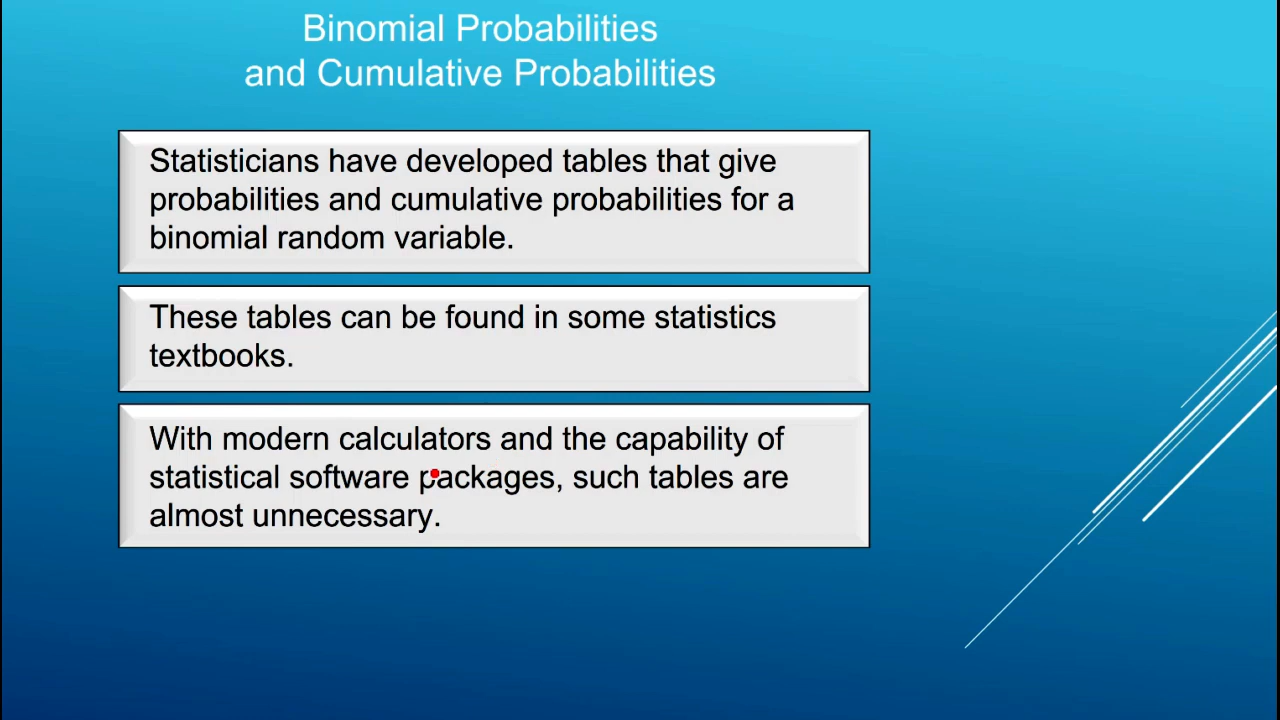 Binomial Probabilities
and Cumulative Probabilities
Statisticians have developed tables that give
probabilities and cumulative probabilities for a
binomial random variable.
These tables can be found in some statistics
textbooks.
With modern calculators and the capability of
statistical software packages, such tables are
almost unnecessary.